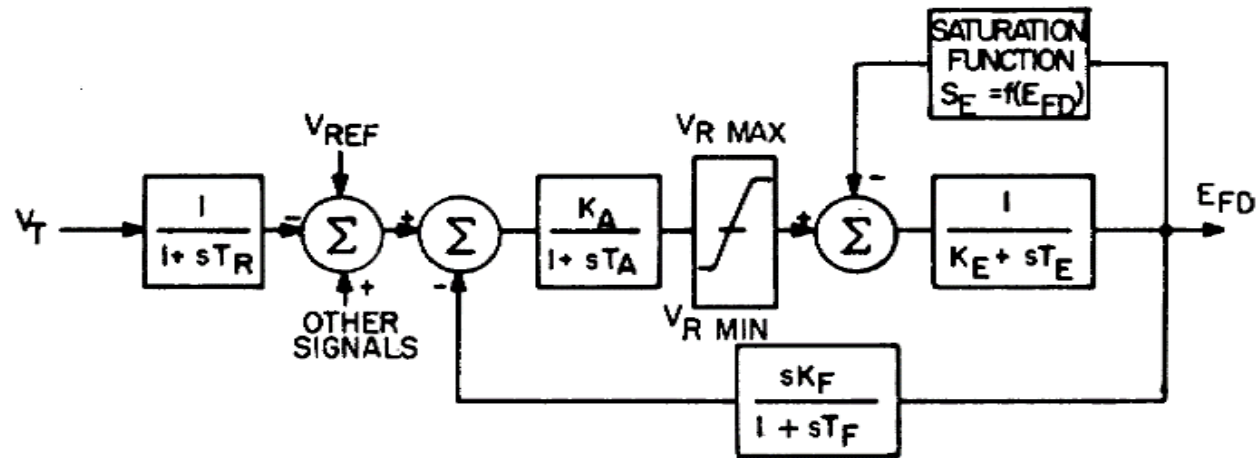 SATURATION
FUNCTION
S_E = f(E_FD)
V_REF
V_R MAX
V_T
1
1 + sT_R
-
Σ
+
Σ
K_A
1 + sT_A
+
-
Σ
1
K_E + sT_E
E_FD
+
-
OTHER
SIGNALS
V_R MIN
sK_F
1 + sT_F